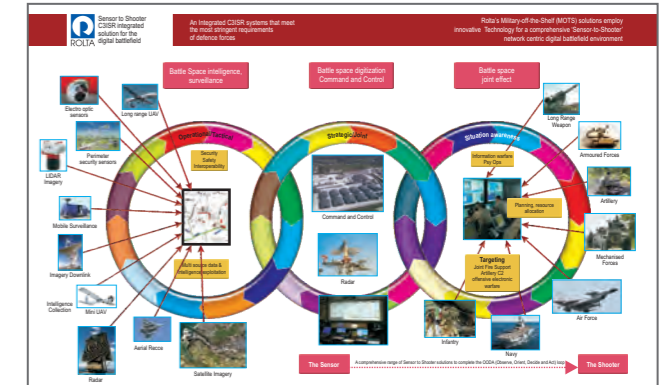 ROLTA
Sensor to Shooter
C3ISR integrated
solution for the
digital battlefield
An Integrated C3ISR systems that meet
the most stringent requirements
of defence forces
Rolta's Military-off-the-Shelf (MOTS) solutions employ
innovative Technology for a comprehensive 'Sensor-to-Shooter'
network centric digital battlefield environment
Battle Space intelligence,
surveillance
Battle space digitization
Command and Control
Battle space
joint effect
Electro optic
sensors
Long range UAV
Perimeter
security sensors
LIDAR
Imagery
Mobile Surveillance
Imagery Downlink
Intelligence
Collection
Mini UAV
Radar
Aerial Recce
Satellite Imagery
Operational/Tactical
Security
Safety
Interoperability
Multi source data &
Intelligence exploitation
Strategic/Joint
Command and Control
Radar
Situation awareness
Information warfare
Psy Ops
Planning, resource
allocation
Targeting
Joint Fire Support
Artillery C2
offensive electronic
warfare
Long Range
Weapon
Armoured Forces
Artillery
Mechanised
Forces
Air Force
Navy
Infantry
The Sensor
A comprehensive range of Sensor to Shooter solutions to complete the OODA (Observe, Orient, Decide and Act) loop
The Shooter